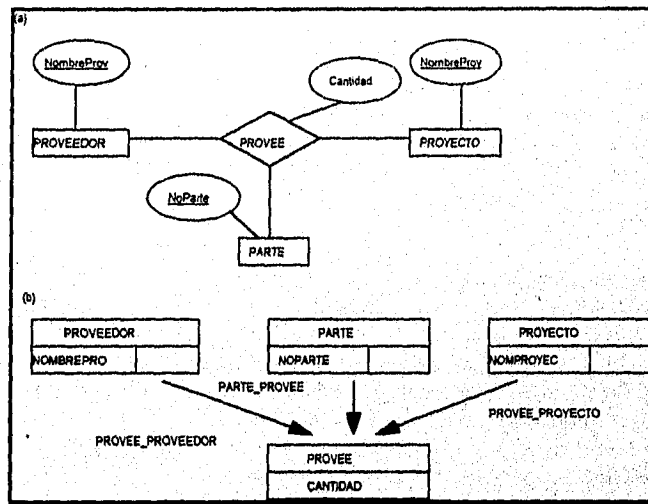 (a)
NombreProv
Cantidad
NombreProy
PROVEEDOR
PROVEE
PROYECTO
NoParte
PARTE
(b)
PROVEEDOR
PARTE
PROYECTO
NOMBREPRO
NOPARTE
NOMPROYEC
PARTE_PROVEE
PROVEE_PROYECTO
PROVEE_PROVEEDOR
PROVEE
CANTIDAD